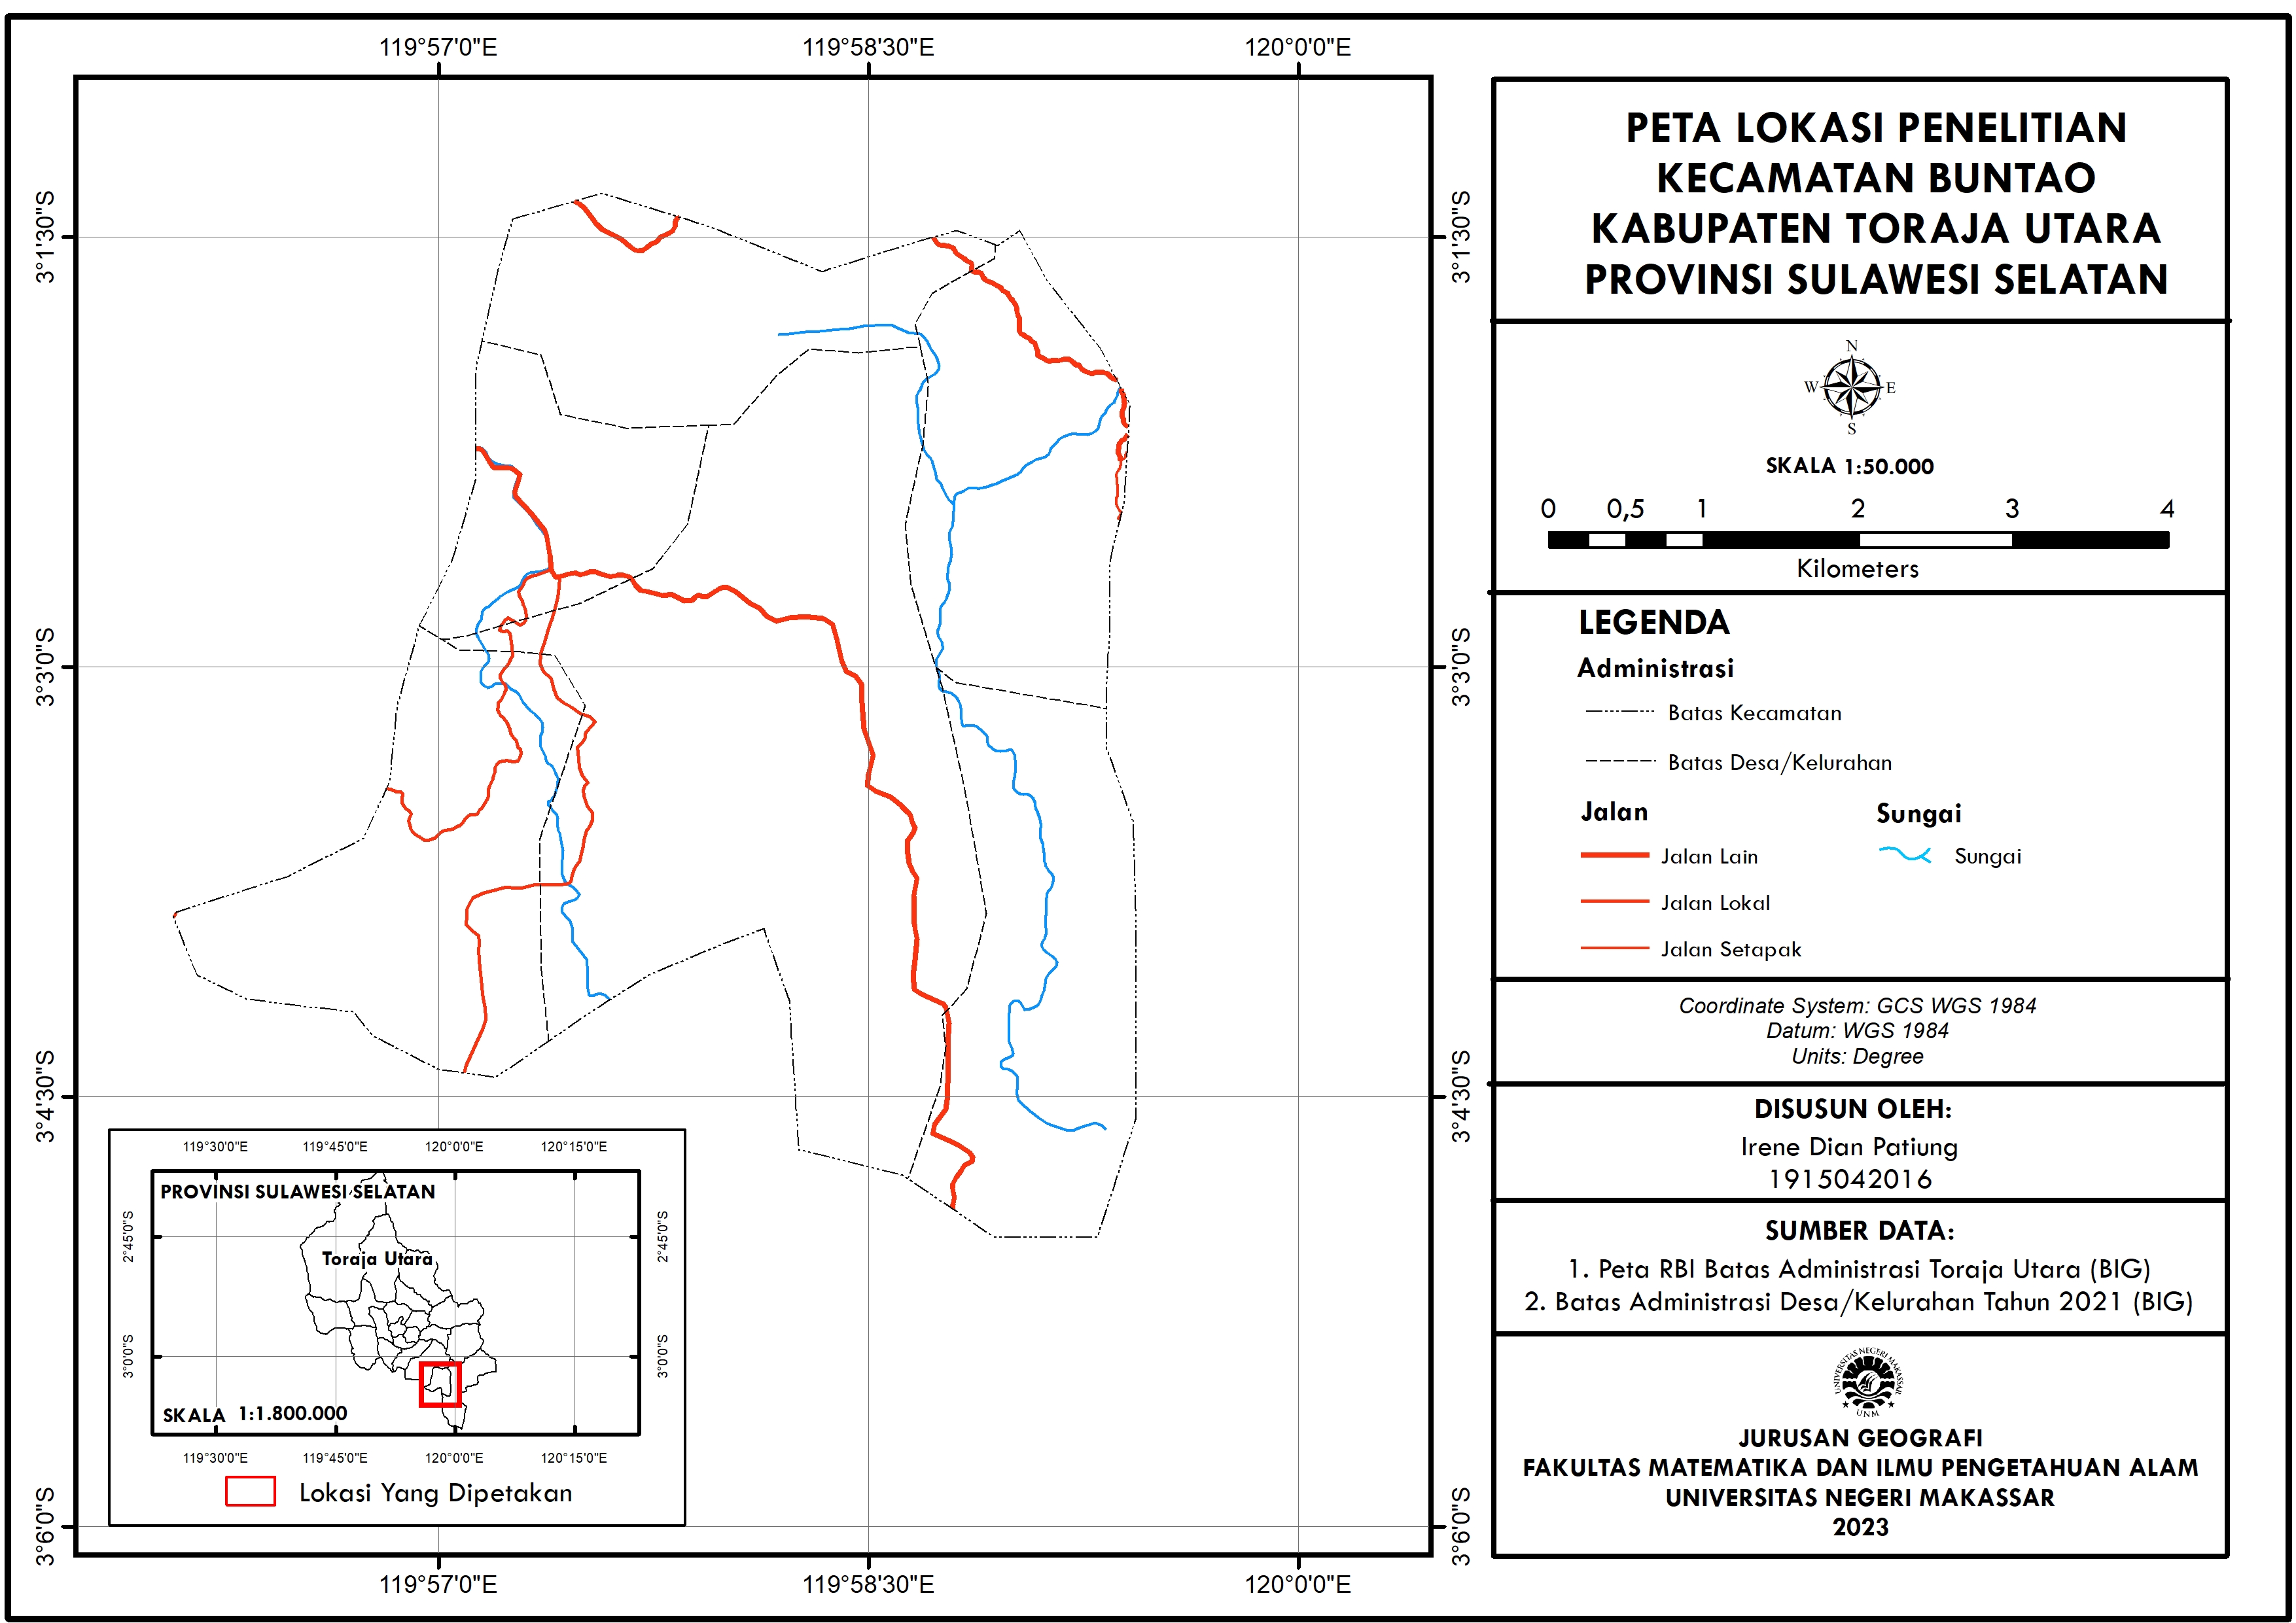 119°57'0"E
119°58'30"E
120°0'0"E
3°1'30"S
3°1'30"S
3°3'0"S
3°3'0"S
3°4'30"S
3°4'30"S
3°6'0"S
3°6'0"S
119°57'0"E
119°58'30"E
120°0'0"E
119°30'0"E
119°45'0"E
120°0'0"E
120°15'0"E
PROVINSI SULAWESI SELATAN
2°45'0"S
2°45'0"S
Toraja Utara
3°0'0"S
3°0'0"S
SKALA 1:1.800.000
119°30'0"E
119°45'0"E
120°0'0"E
120°15'0"E
Lokasi Yang Dipetakan
PETA LOKASI PENELITIAN
KECAMATAN BUNTAO
KABUPATEN TORAJA UTARA
PROVINSI SULAWESI SELATAN
N
W
E
S
SKALA 1:50.000
0 0,5 1 2 3 4
Kilometers
LEGENDA
Administrasi
Batas Kecamatan
Batas Desa/Kelurahan
Jalan
Sungai
Jalan Lain
Sungai
Jalan Lokal
Jalan Setapak
Coordinate System: GCS WGS 1984
Datum: WGS 1984
Units: Degree
DISUSUN OLEH:
Irene Dian Patiung
1915042016
SUMBER DATA:
1. Peta RBI Batas Administrasi Toraja Utara (BIG)
2. Batas Administrasi Desa/Kelurahan Tahun 2021 (BIG)
UNIVERSITAS NEGERI MAKASSAR
UNM
JURUSAN GEOGRAFI
FAKULTAS MATEMATIKA DAN ILMU PENGETAHUAN ALAM
UNIVERSITAS NEGERI MAKASSAR
2023